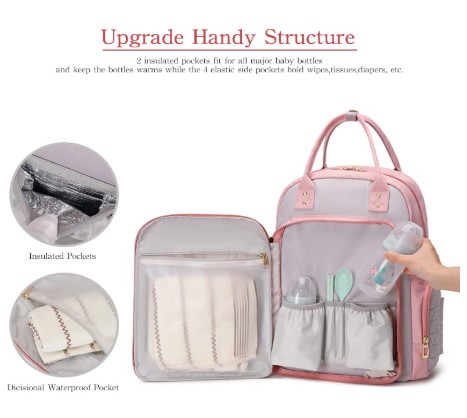 Upgrade Handy Structure
2 insulated pockets fit for all major baby bottles
and keep the bottles warms while the 4 elastic side pockets hold wipes,tissues,diapers, etc.
Insulated Pockets
Dicisional Waterproof Pocket